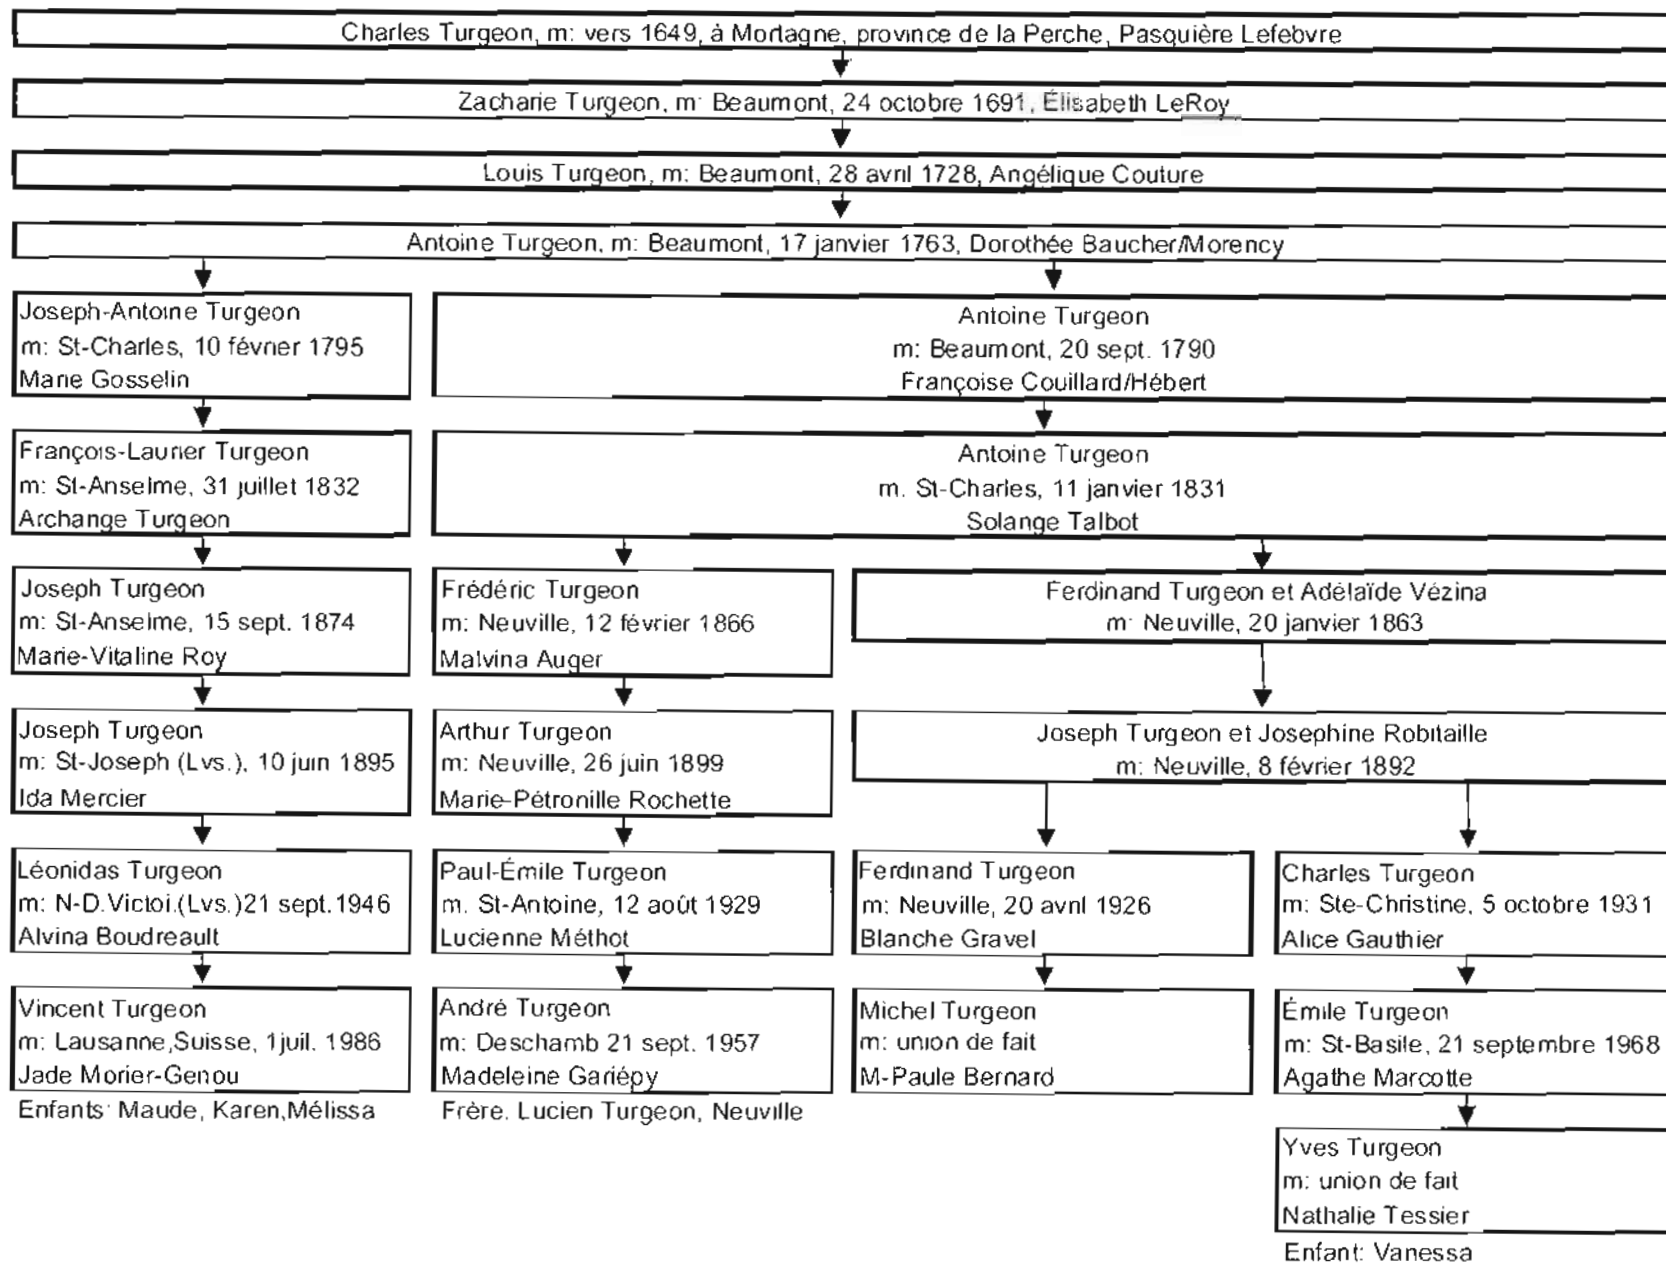 Charles Turgeon, m: vers 1649, à Mortagne, province de la Perche, Pasquière Lefebvre
Zacharie Turgeon, m: Beaumont, 24 octobre 1691, Élisabeth LeRoy
Louis Turgeon, m: Beaumont, 28 avril 1728, Angélique Couture
Antoine Turgeon, m: Beaumont, 17 janvier 1763, Dorothée Baucher/Morency
Joseph-Antoine Turgeon
m: St-Charles, 10 février 1795
Marie Gosselin
Antoine Turgeon
m: Beaumont, 20 sept. 1790
Françoise Couillard/Hébert
François-Laurier Turgeon
m: St-Anselme, 31 juillet 1832
Archange Turgeon
Antoine Turgeon
m. St-Charles, 11 janvier 1831
Solange Talbot
Joseph Turgeon
m: St-Anselme, 15 sept. 1874
Marie-Vitaline Roy
Frédéric Turgeon
m: Neuville, 12 février 1866
Malvina Auger
Ferdinand Turgeon et Adélaïde Vézina
m: Neuville, 20 janvier 1863
Joseph Turgeon
m: St-Joseph (Lvs.), 10 juin 1895
Ida Mercier
Arthur Turgeon
m: Neuville, 26 juin 1899
Marie-Pétronille Rochette
Joseph Turgeon et Josephine Robitaille
m: Neuville, 8 février 1892
Léonidas Turgeon
m: N-D.Victoi.(Lvs.)21 sept.1946
Alvina Boudreault
Paul-Émile Turgeon
m. St-Antoine, 12 août 1929
Lucienne Méthot
Ferdinand Turgeon
m: Neuville, 20 avril 1926
Blanche Gravel
Charles Turgeon
m: Ste-Christine, 5 octobre 1931
Alice Gauthier
Vincent Turgeon
m: Lausanne,Suisse, 1juil. 1986
Jade Morier-Genou
Enfants: Maude, Karen,Mélissa
André Turgeon
m: Deschamb 21 sept. 1957
Madeleine Gariépy
Frère. Lucien Turgeon, Neuville
Michel Turgeon
m: union de fait
M-Paule Bernard
Émile Turgeon
m: St-Basile, 21 septembre 1968
Agathe Marcotte
Yves Turgeon
m: union de fait
Nathalie Tessier
Enfant: Vanessa